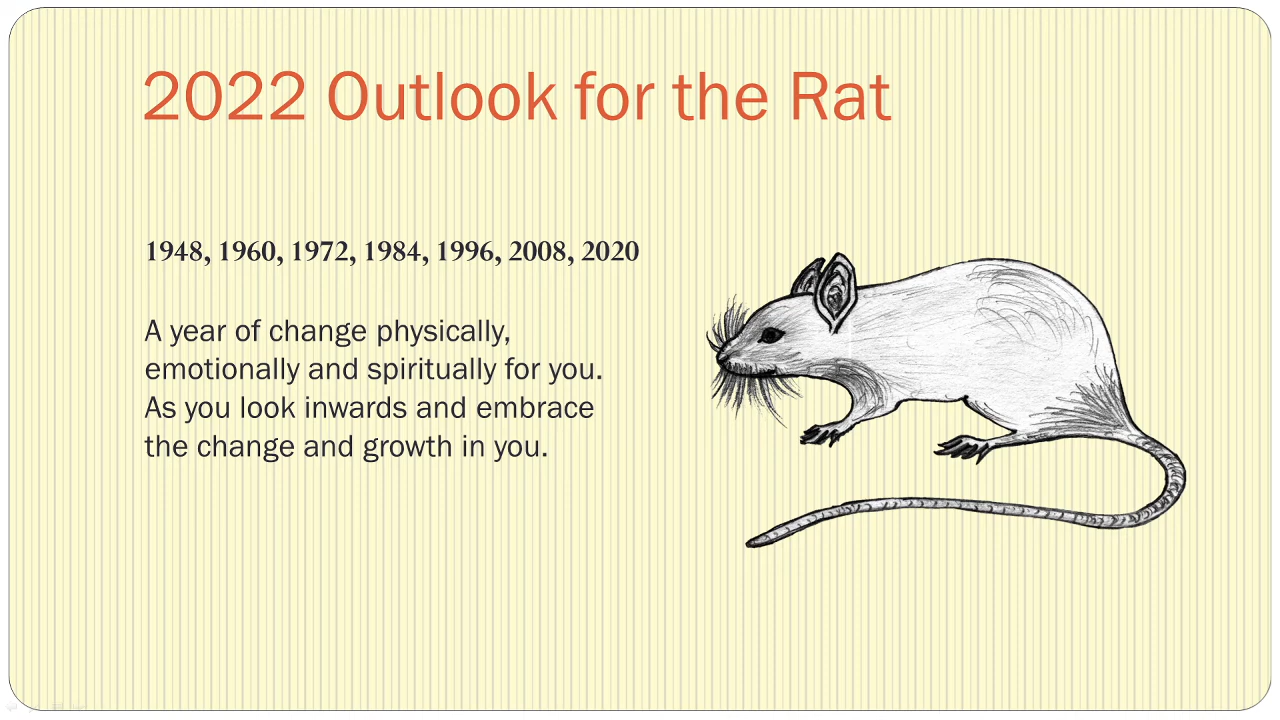 2022 Outlook for the Rat
1948, 1960, 1972, 1984, 1996, 2008, 2020
A year of change physically,
emotionally and spiritually for you.
As you look inwards and embrace
the change and growth in you.